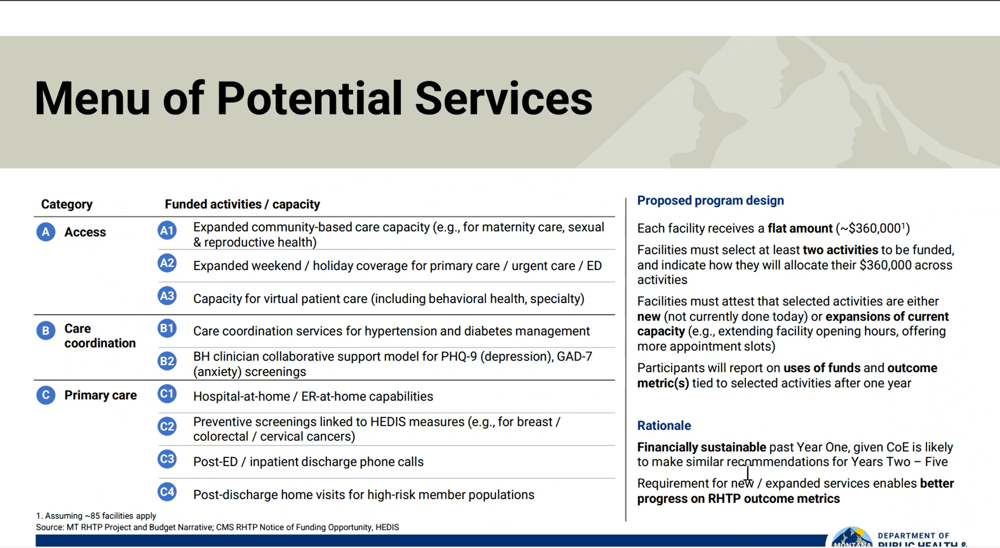 Menu of Potential Services
Category
Funded activities / capacity
A Access
A1 Expanded community-based care capacity (e.g., for maternity care, sexual
& reproductive health)
A2 Expanded weekend / holiday coverage for primary care / urgent care / ED
A3 Capacity for virtual patient care (including behavioral health, specialty)
B Care
coordination
B1 Care coordination services for hypertension and diabetes management
B2 BH clinician collaborative support model for PHQ-9 (depression), GAD-7
(anxiety) screenings
C Primary care
C1 Hospital-at-home / ER-at-home capabilities
C2 Preventive screenings linked to HEDIS measures (e.g., for breast /
colorectal / cervical cancers)
C3 Post-ED / inpatient discharge phone calls
C4 Post-discharge home visits for high-risk member populations
Proposed program design
Each facility receives a flat amount (~$360,000¹)
Facilities must select at least two activities to be funded,
and indicate how they will allocate their $360,000 across
activities
Facilities must attest that selected activities are either
new (not currently done today) or expansions of current
capacity (e.g., extending facility opening hours, offering
more appointment slots)
Participants will report on uses of funds and outcome
metric(s) tied to selected activities after one year
Rationale
Financially sustainable past Year One, given CoE is likely
to make similar recommendations for Years Two – Five
Requirement for new / expanded services enables better
progress on RHTP outcome metrics
1. Assuming ~85 facilities apply
Source: MT RHTP Project and Budget Narrative; CMS RHTP Notice of Funding Opportunity, HEDIS
MONTANA
DEPARTMENT OF
PUBLIC HEALTH &